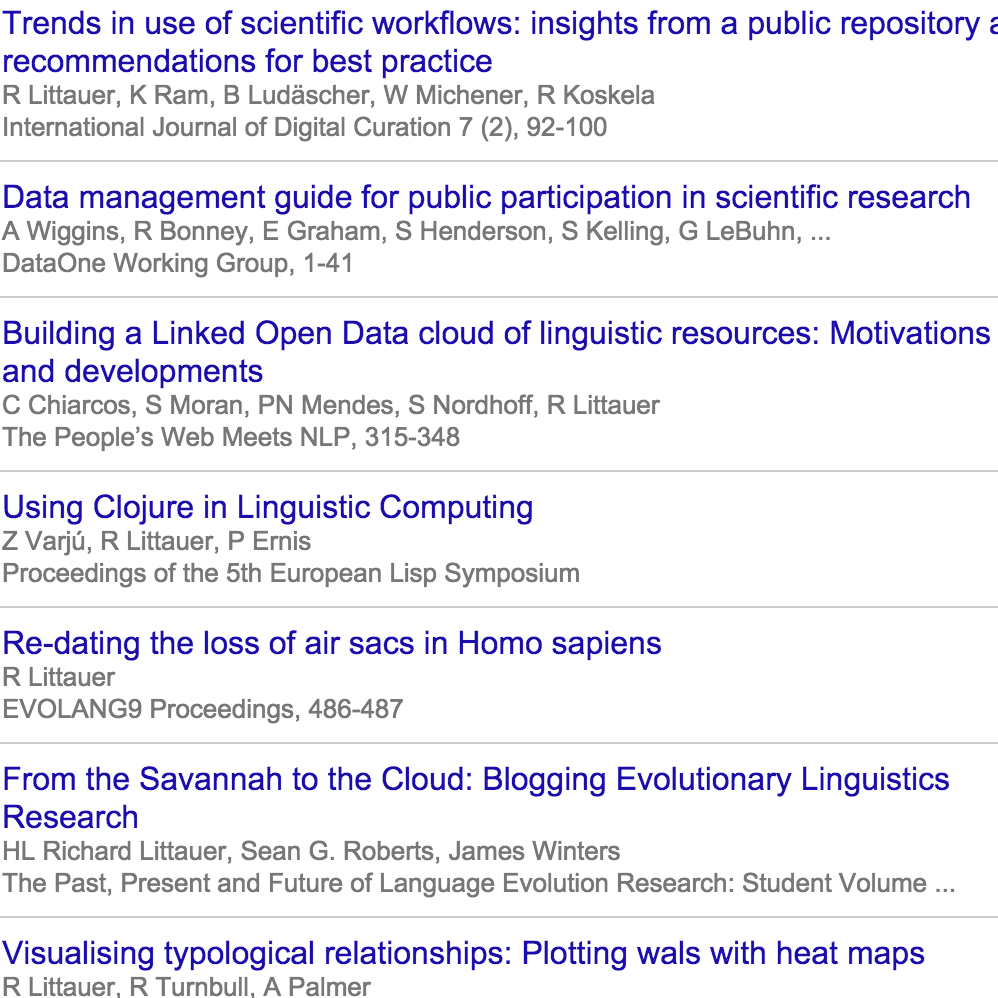 Trends in use of scientific workflows: insights from a public repository
recommendations for best practice
R Littauer, K Ram, B Ludäscher, W Michener, R Koskela
International Journal of Digital Curation 7 (2), 92-100
Data management guide for public participation in scientific research
A Wiggins, R Bonney, E Graham, S Henderson, S Kelling, G LeBuhn, ...
DataOne Working Group, 1-41
Building a Linked Open Data cloud of linguistic resources: Motivations
and developments
C Chiarcos, S Moran, PN Mendes, S Nordhoff, R Littauer
The People’s Web Meets NLP, 315-348
Using Clojure in Linguistic Computing
Z Varjú, R Littauer, P Ernis
Proceedings of the 5th European Lisp Symposium
Re-dating the loss of air sacs in Homo sapiens
R Littauer
EVOLANG9 Proceedings, 486-487
From the Savannah to the Cloud: Blogging Evolutionary Linguistics
Research
HL Richard Littauer, Sean G. Roberts, James Winters
The Past, Present and Future of Language Evolution Research: Student Volume ...
Visualising typological relationships: Plotting wals with heat maps
R Littauer, R Turnbull, A Palmer